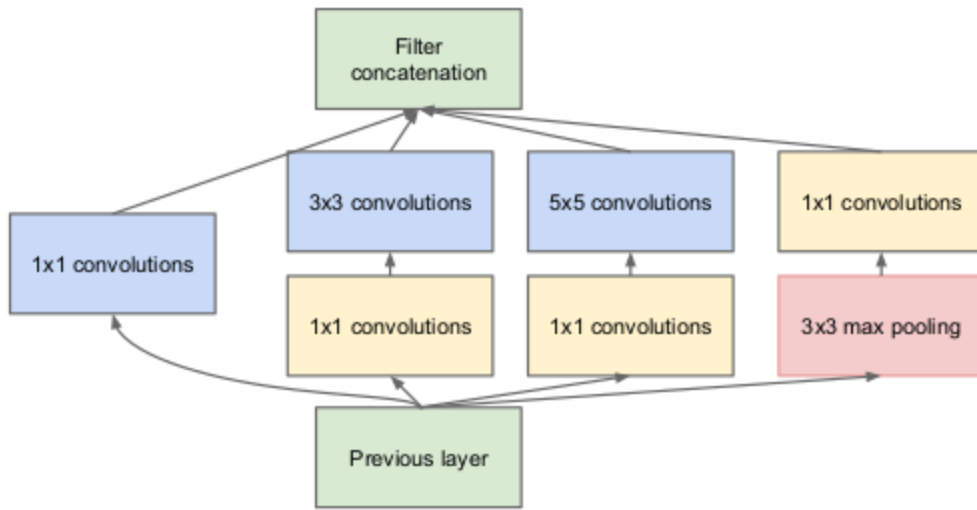 Filter
concatenation
3x3 convolutions
5x5 convolutions
1x1 convolutions
1x1 convolutions
1x1 convolutions
1x1 convolutions
3x3 max pooling
Previous layer